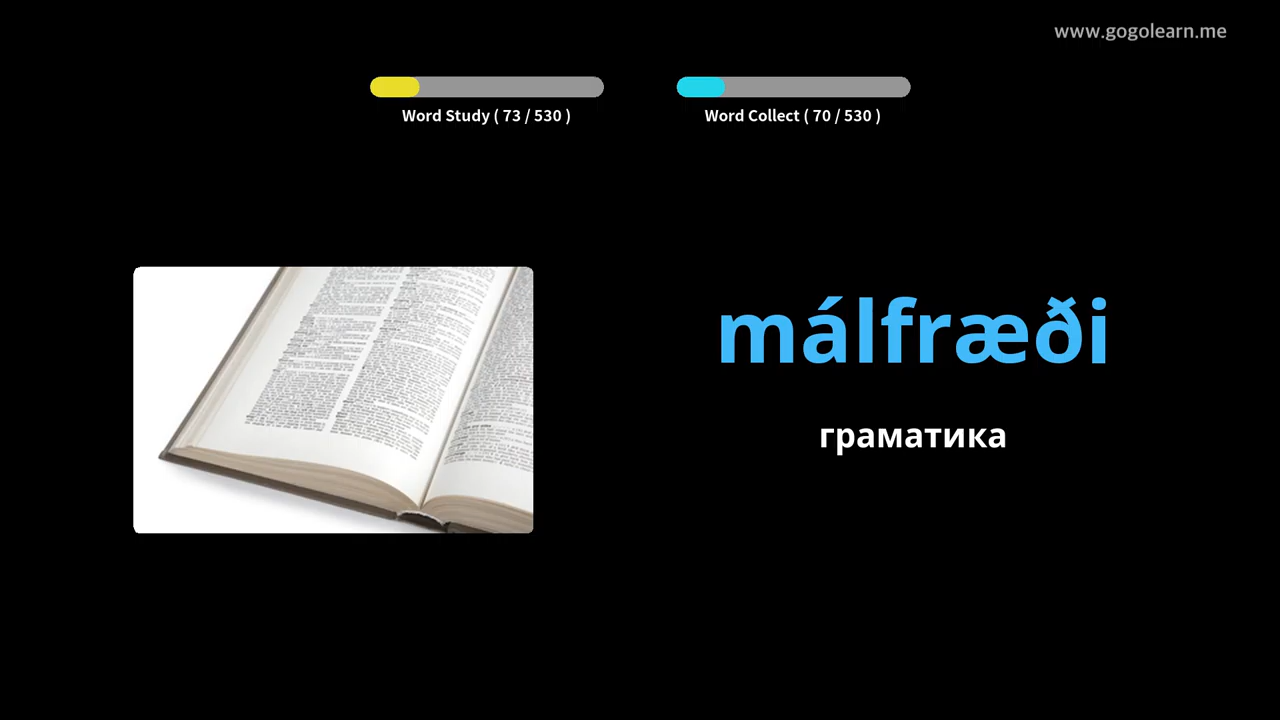 www.gogolearn.me
Word Study ( 73 / 530 )
Word Collect ( 70 / 530 )
málfræði
граматика